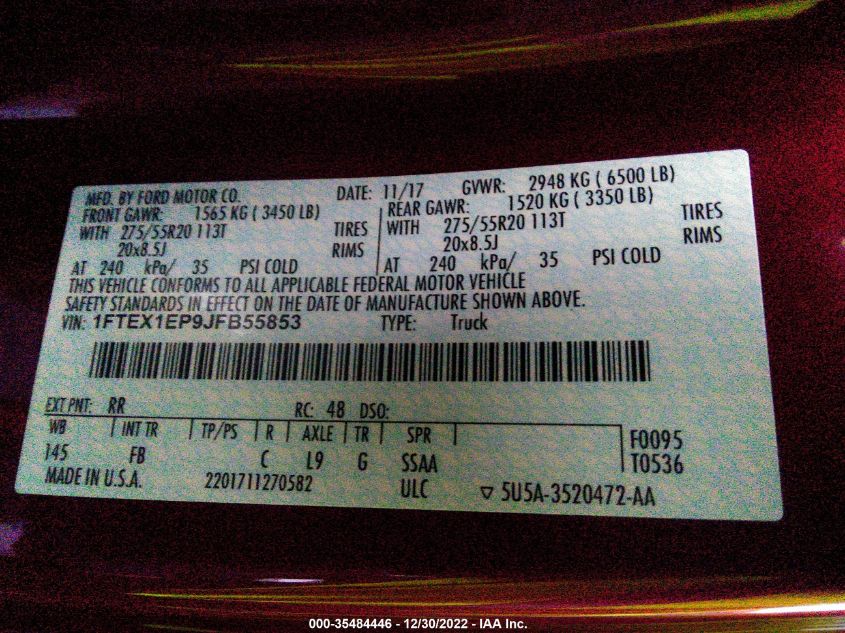 MFD. BY FORD MOTOR CO. DATE: 11/17 GVWR: 2948 KG ( 6500 LB)
FRONT GAWR: 1565 KG ( 3450 LB) REAR GAWR: 1520 KG ( 3350 LB)
WITH 275/55R20 113T TIRES WITH 275/55R20 113T TIRES
20x8.5J RIMS 20x8.5J RIMS
AT 240 kPa/ 35 PSI COLD AT 240 kPa/ 35 PSI COLD
THIS VEHICLE CONFORMS TO ALL APPLICABLE FEDERAL MOTOR VEHICLE
SAFETY STANDARDS IN EFFECT ON THE DATE OF MANUFACTURE SHOWN ABOVE.
VIN: 1FTEX1EP9JFB55853 TYPE: Truck
EXT PNT: RR RC: 48 DSO:
WB INT TR TP/PS R AXLE TR SPR F0095
145 FB C L9 G SSAA T0536
MADE IN U.S.A. 2201711270582 ULC ▽ 5U5A-3520472-AA
000-35484446 - 12/30/2022 - IAA Inc.